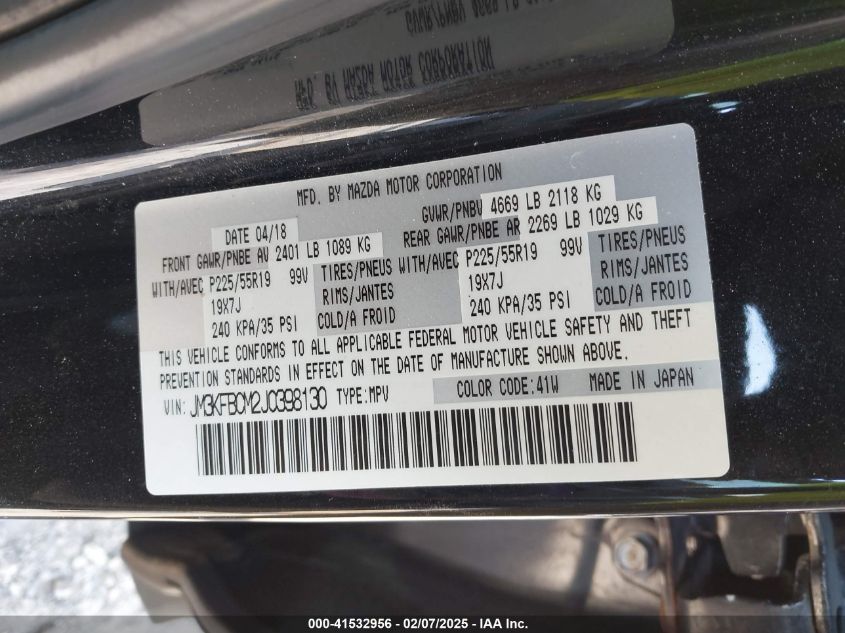 MFD. BY MAZDA MOTOR CORPORATION
DATE 04/18 GVWR/PNBV 4669 LB 2118 KG
FRONT GAWR/PNBE AV 2401 LB 1089 KG REAR GAWR/PNBE AR 2269 LB 1029 KG
WITH/AVEC P225/55R19 99V TIRES/PNEUS WITH/AVEC P225/55R19 99V TIRES/PNEUS
19X7J RIMS/JANTES 19X7J RIMS/JANTES
240 KPA/35 PSI COLD/A FROID 240 KPA/35 PSI COLD/A FROID
THIS VEHICLE CONFORMS TO ALL APPLICABLE FEDERAL MOTOR VEHICLE SAFETY AND THEFT
PREVENTION STANDARDS IN EFFECT ON THE DATE OF MANUFACTURE SHOWN ABOVE.
VIN: JM3KFBCM2J0398130 TYPE:MPV COLOR CODE:41W MADE IN JAPAN
000-41532956 — 02/07/2025 — IAA Inc.